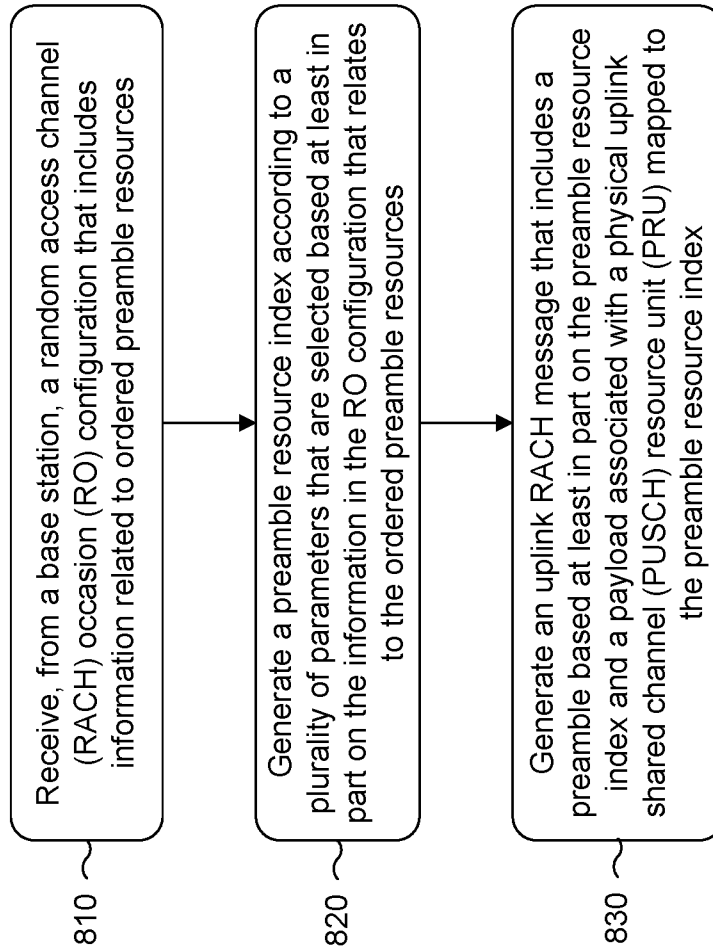 810
Receive, from a base station, a random access channel
(RACH) occasion (RO) configuration that includes
information related to ordered preamble resources
820
Generate a preamble resource index according to a
plurality of parameters that are selected based at least in
part on the information in the RO configuration that relates
to the ordered preamble resources
830
Generate an uplink RACH message that includes a
preamble based at least in part on the preamble resource
index and a payload associated with a physical uplink
shared channel (PUSCH) resource unit (PRU) mapped to
the preamble resource index